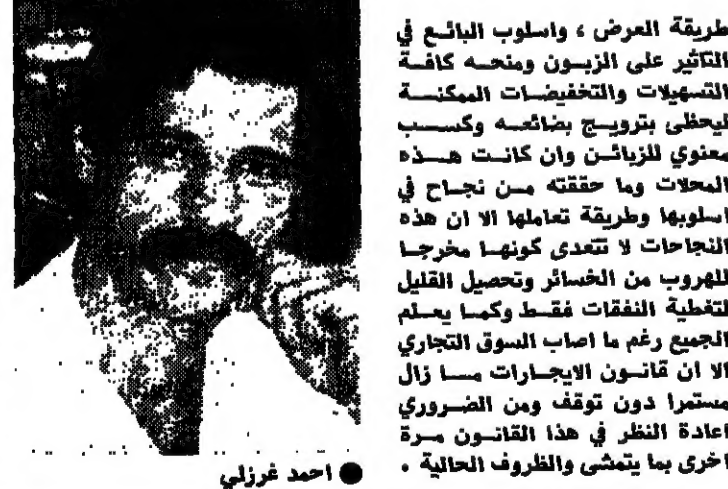 طريقة العرض ، واسلوب البائع في
التاثير على الزبون ومنحه كافة
التسهيلات والتخفيضات الممكنة
ليحظى بترويج بضائعه وكسب
معنوي للزبائن وان كانت هذه
المحلات وما حققته من نجاح في
اسلوبها وطريقة تعاملها الا ان هذه
النجاحات لا تتعدى كونها مخرجا
للهروب من الخسائر وتحصيل القليل
لتغطية النفقات فقط وكما يعلم
الجميع رغم ما اصاب السوق التجاري
الا ان قانون الايجارات ما زال
مستمرا دون توقف ومن الضروري
اعادة النظر في هذا القانون مرة
اخرى بما يتمشى والظروف الحالية .
● احمد غرزلي